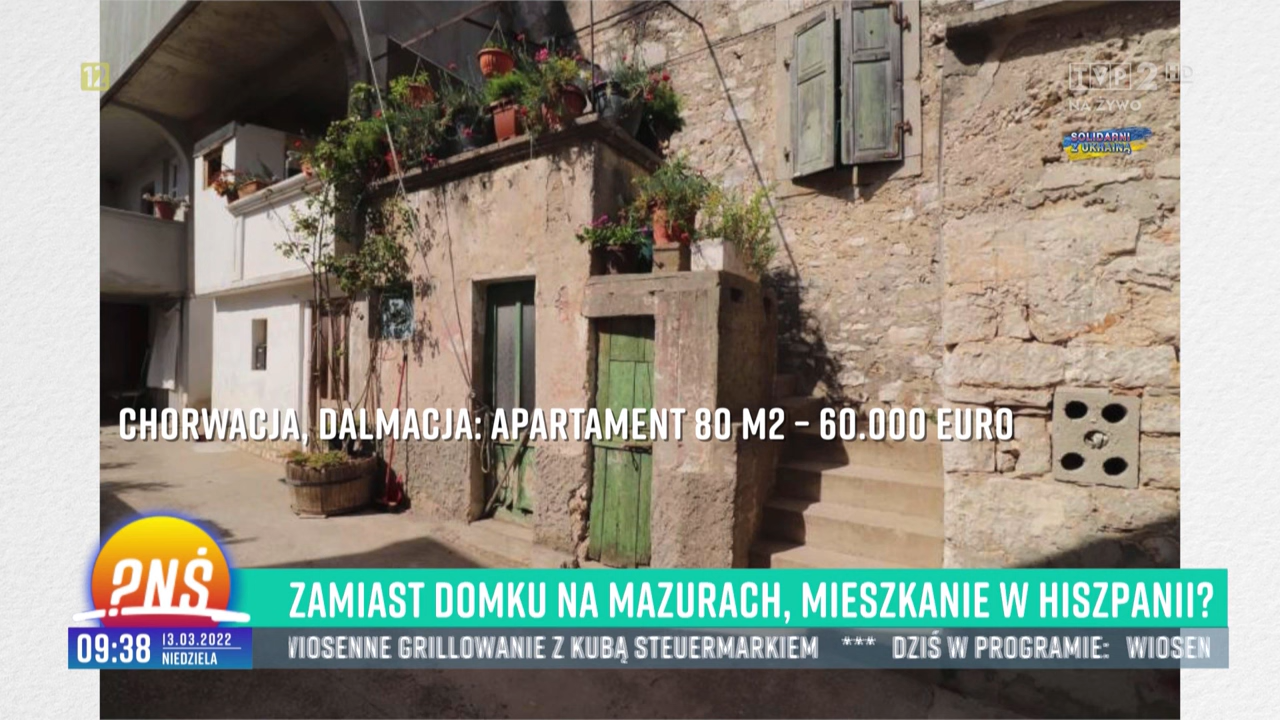 12
TVP2 HD
NA ŻYWO
SOLIDARNI
Z UKRAINĄ
CHORWACJA, DALMACJA: APARTAMENT 80 M2 – 60.000 EURO
PNŚ
ZAMIAST DOMKU NA MAZURACH, MIESZKANIE W HISZPANII?
09:38
13.03.2022
NIEDZIELA
WIOSENNE GRILLOWANIE Z KUBĄ STEUERMARKIEM *** DZIŚ W PROGRAMIE: WIOSEN